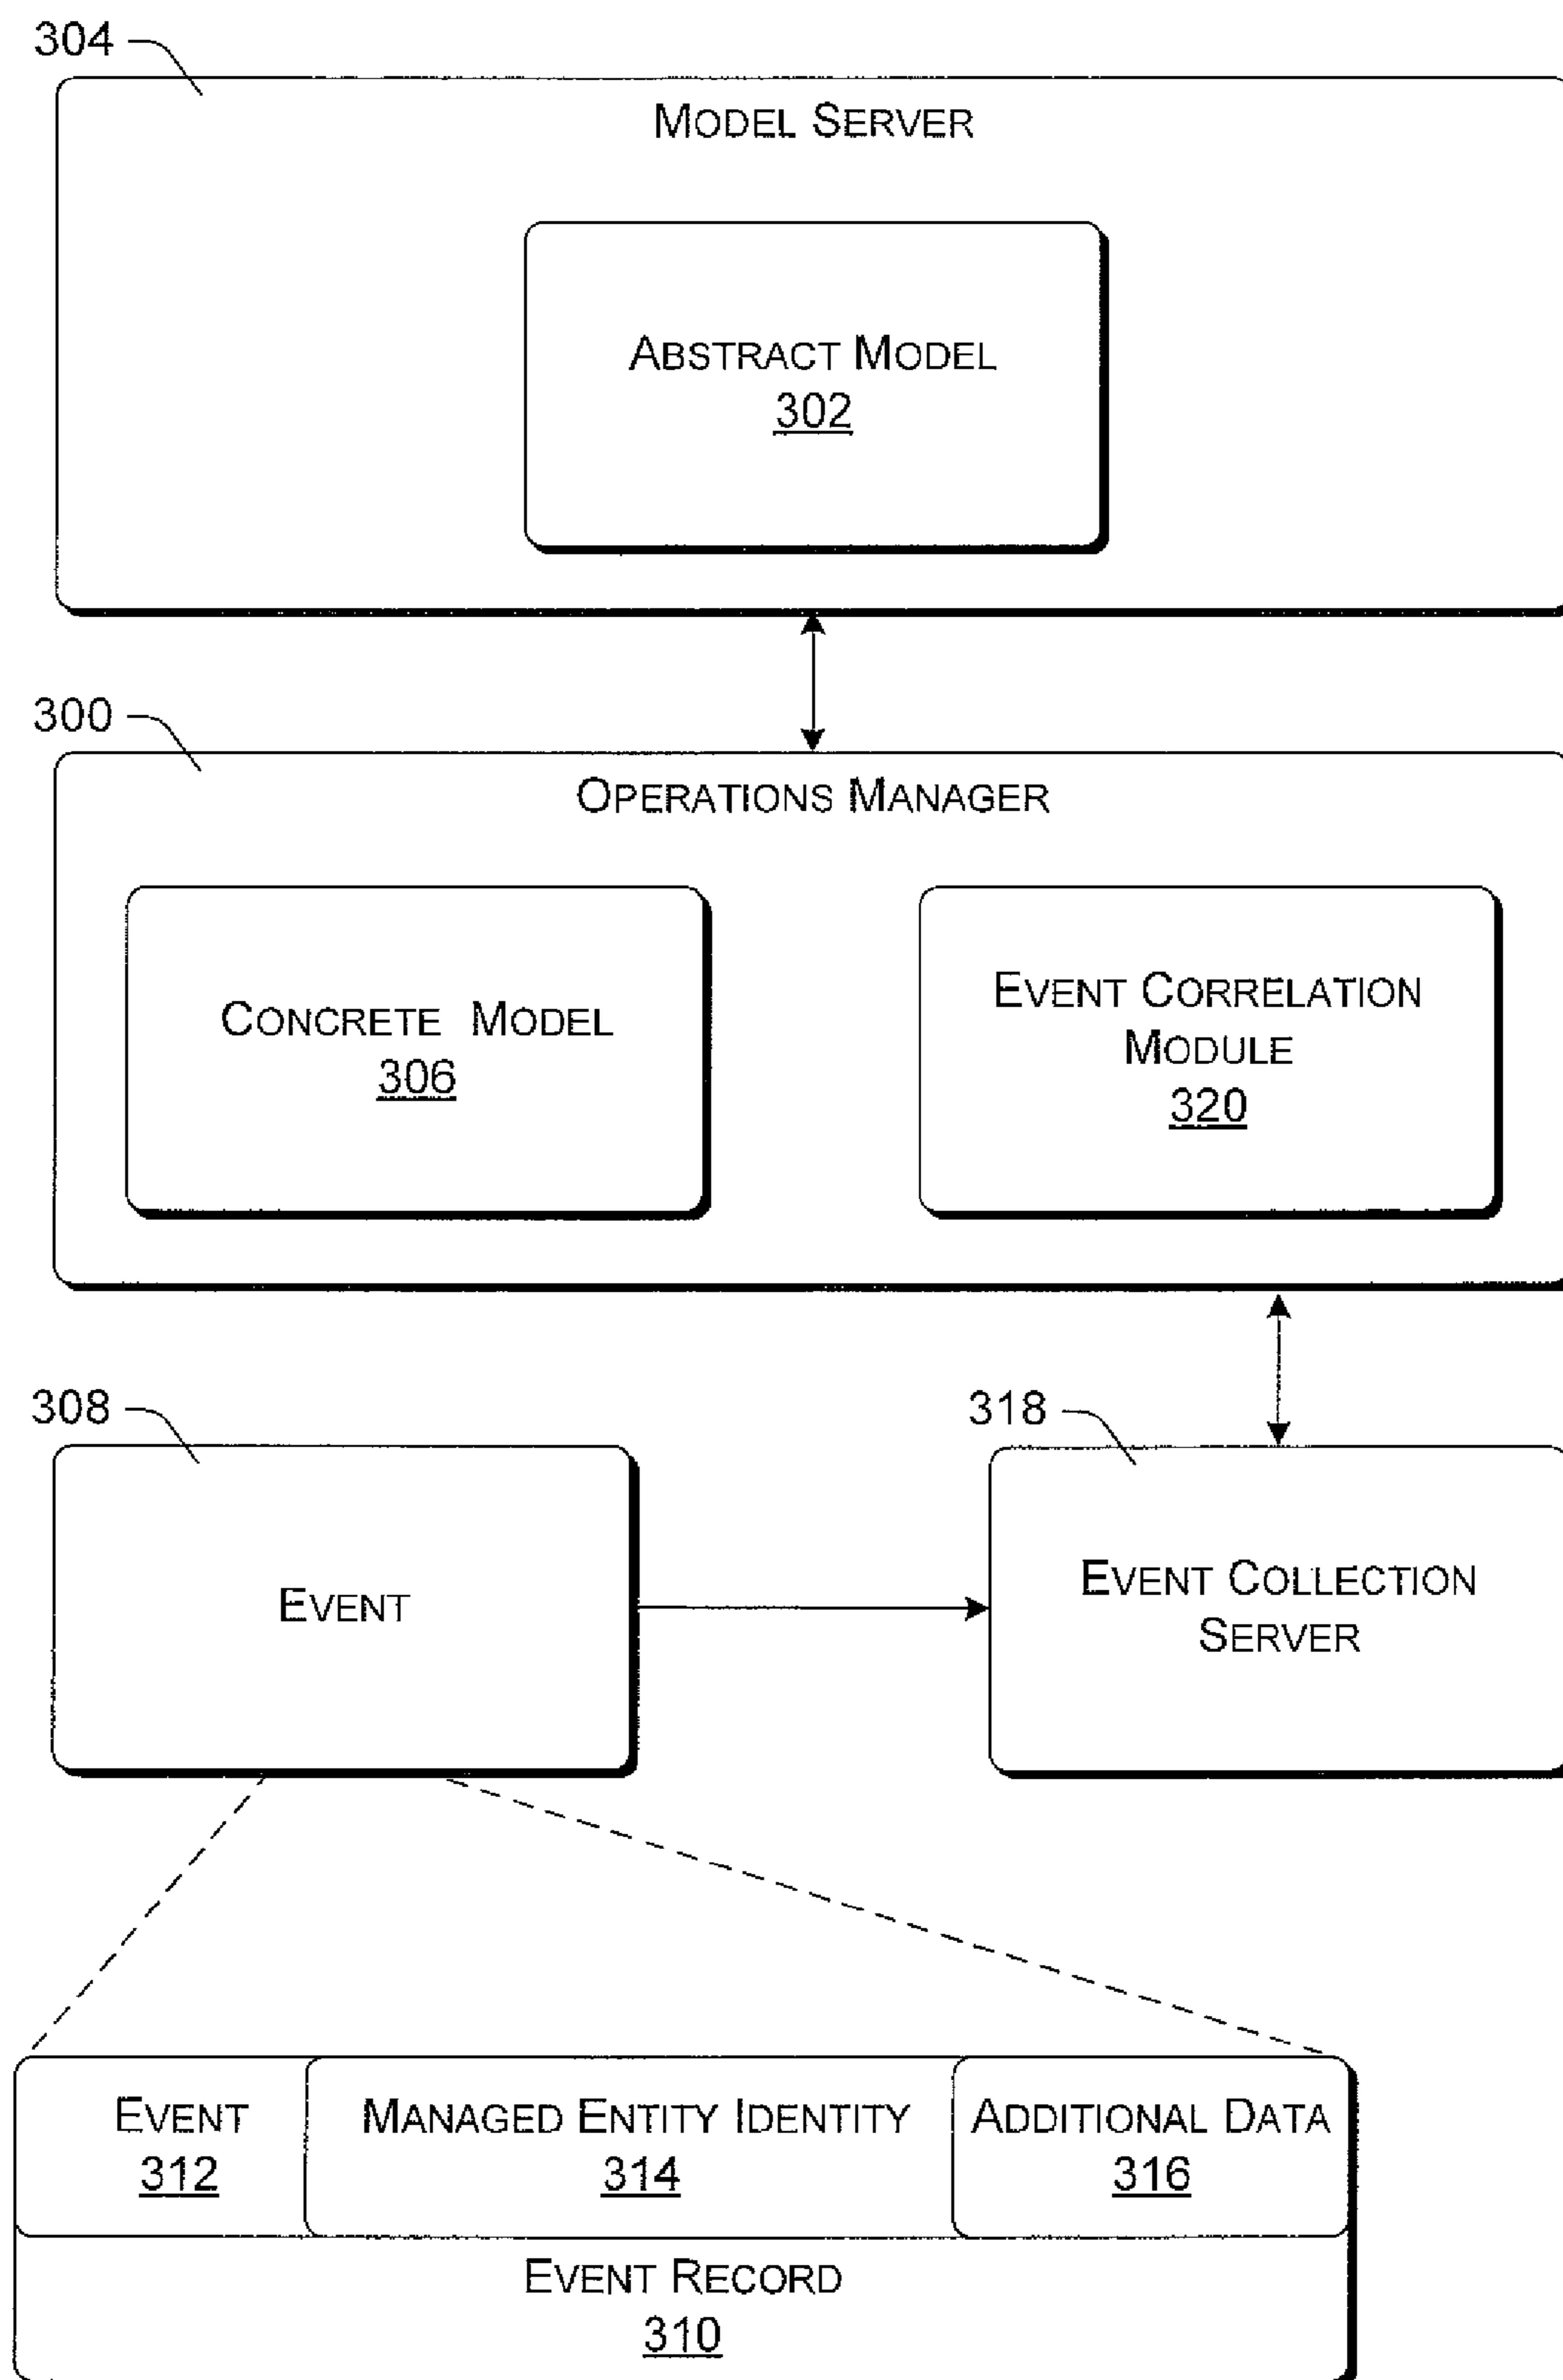 304
MODEL SERVER
ABSTRACT MODEL
302
300
OPERATIONS MANAGER
CONCRETE MODEL
306
EVENT CORRELATION
MODULE
320
308
318
EVENT
EVENT COLLECTION
SERVER
EVENT
312
MANAGED ENTITY IDENTITY
314
ADDITIONAL DATA
316
EVENT RECORD
310